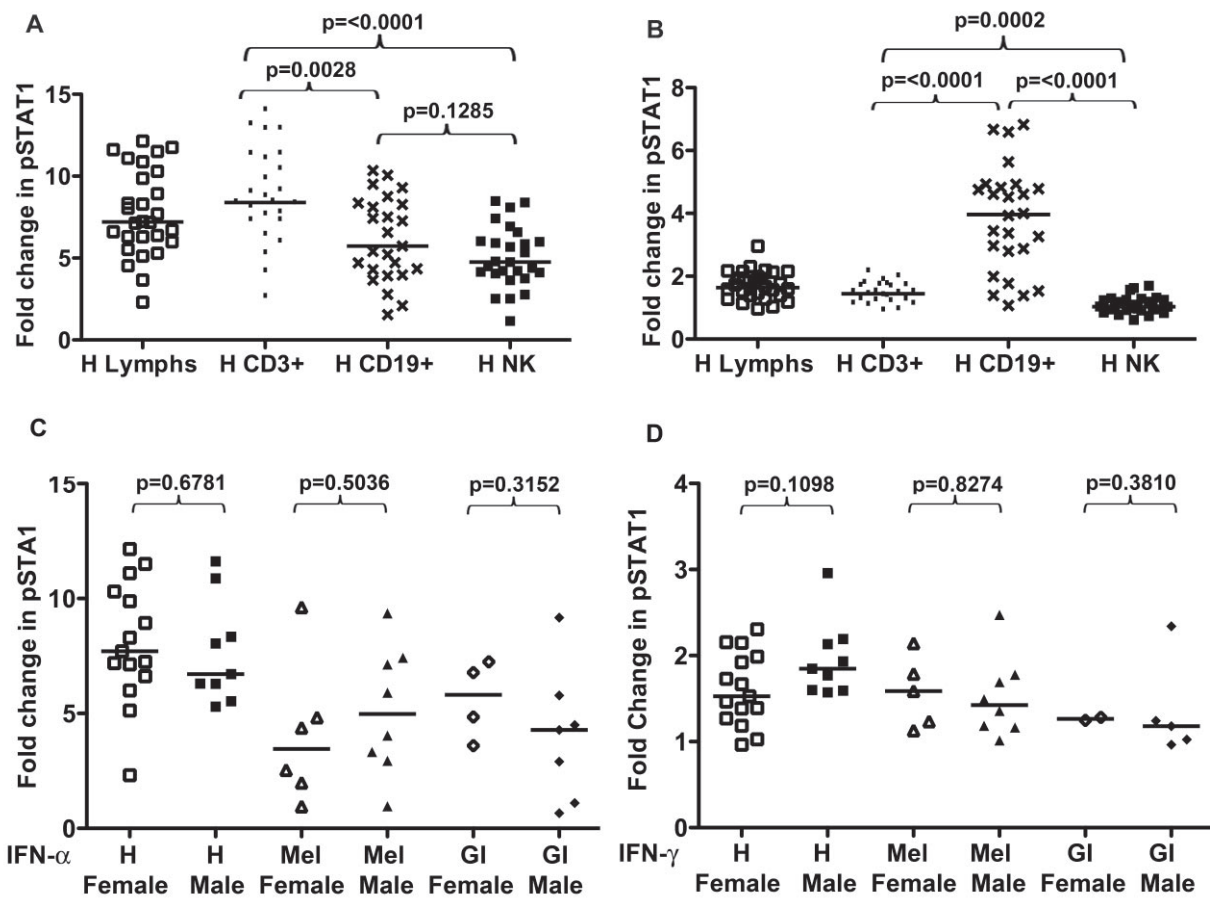 A
p=<0.0001
p=0.0028
p=0.1285
Fold change in pSTAT1
15
10
5
0
H Lymphs H CD3+ H CD19+ H NK
B
p=0.0002
p=<0.0001 p=<0.0001
Fold change in pSTAT1
8
6
4
2
0
H Lymphs H CD3+ H CD19+ H NK
C
p=0.6781 p=0.5036 p=0.3152
Fold change in pSTA1
15
10
5
0
IFN-α H H Mel Mel GI GI
Female Male Female Male Female Male
D
p=0.1098 p=0.8274 p=0.3810
Fold Change in pSTAT1
4
3
2
1
0
IFN-γ H H Mel Mel GI GI
Female Male Female Male Female Male